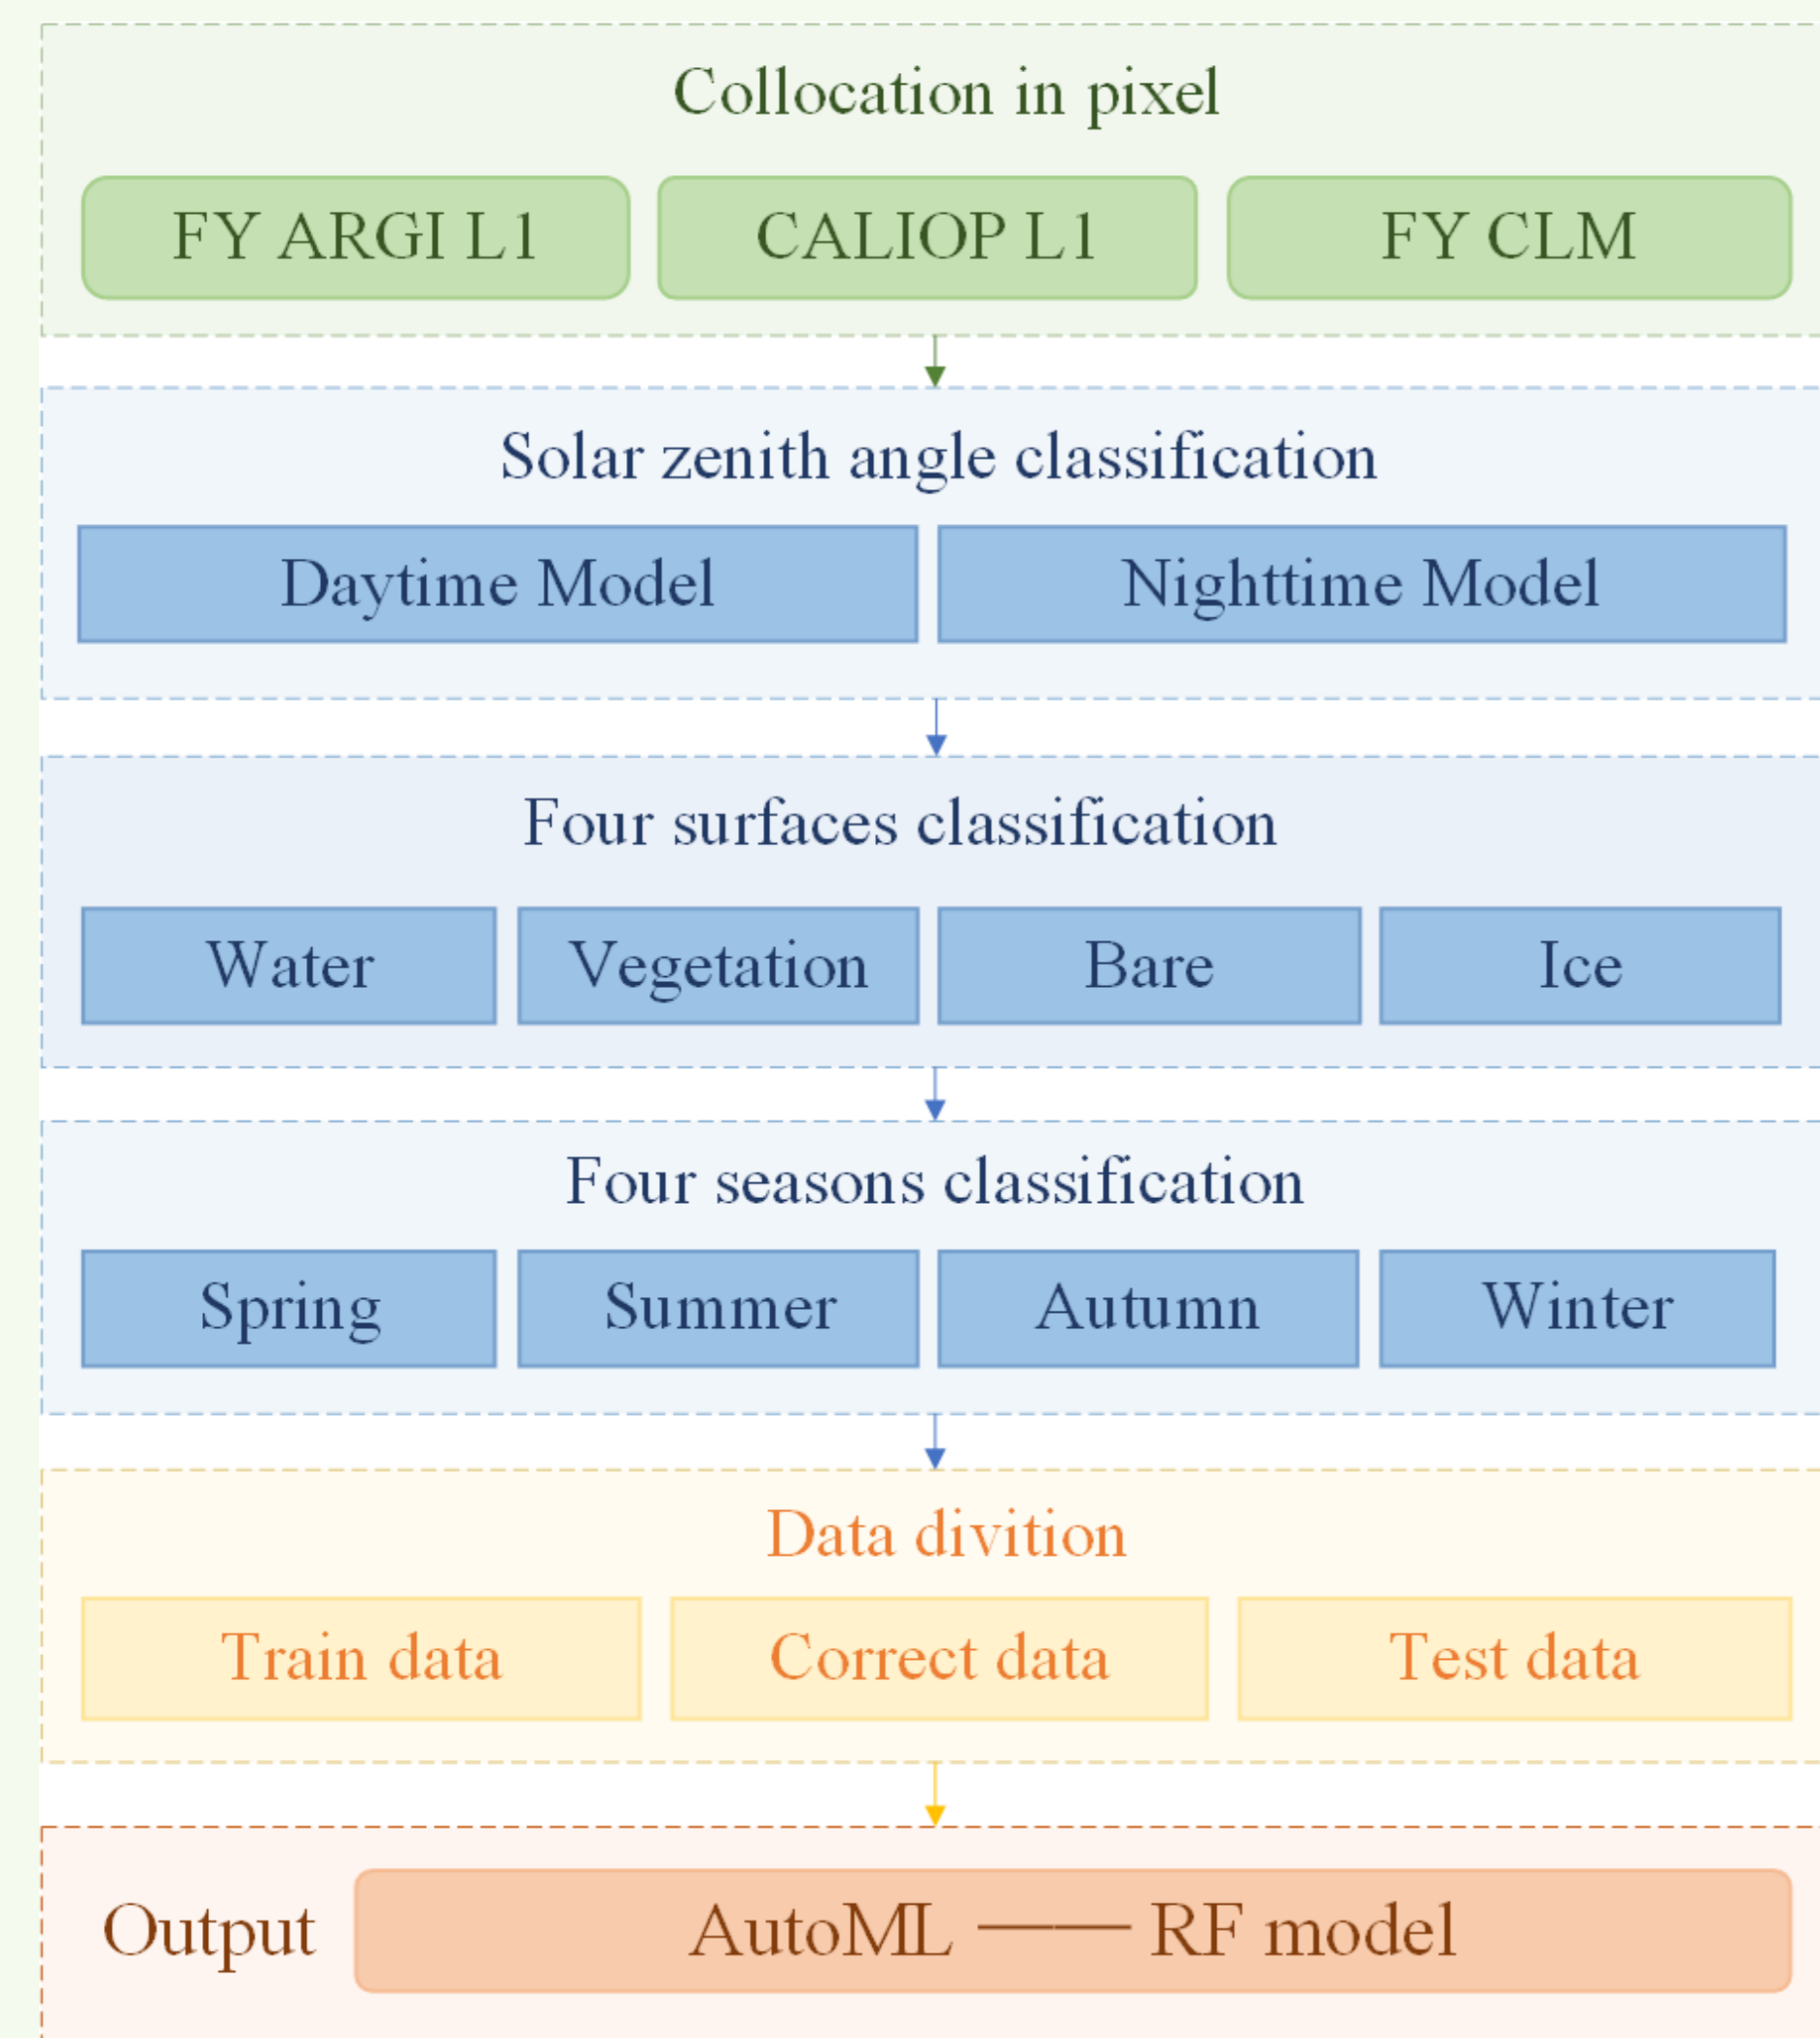 Collocation in pixel
FY ARGI L1
CALIOP L1
FY CLM
Solar zenith angle classification
Daytime Model
Nighttime Model
Four surfaces classification
Water
Vegetation
Bare
Ice
Four seasons classification
Spring
Summer
Autumn
Winter
Data divition
Train data
Correct data
Test data
Output
AutoML —— RF model